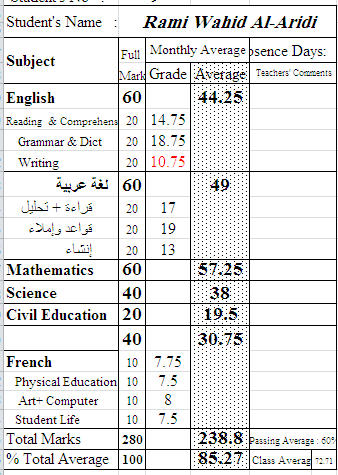 Student's Name : Rami Wahid Al-Aridi
Subject Full Mark Monthly Average bsence Days:
Grade Average Teachers' Comments
English 60 44.25
Reading & Comprehens 20 14.75
Grammar & Dict 20 18.75
Writing 20 10.75
لغة عربية 60 49
قراءة + تحليل 20 17
قواعد وإملاء 20 19
إنشاء 20 13
Mathematics 60 57.25
Science 40 38
Civil Education 20 19.5
40 30.75
French 10 7.75
Physical Education 10 7.5
Art+ Computer 10 8
Student Life 10 7.5
Total Marks 280 238.8 Passing Average : 60%
% Total Average 100 85.27 Class Averag 72.71